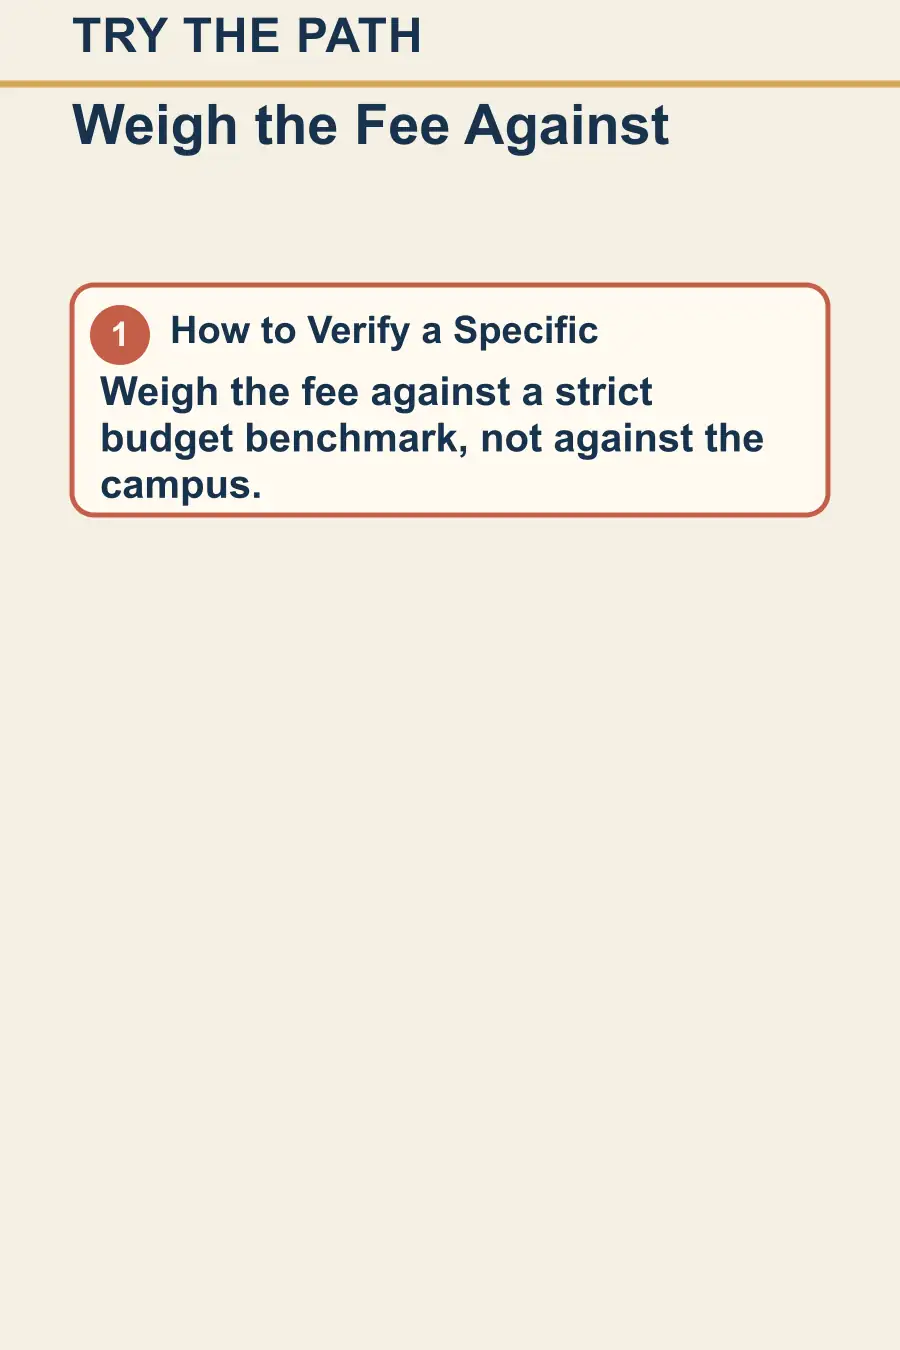 TRY THE PATH
Weigh the Fee Against
1 How to Verify a Specific
Weigh the fee against a strict
budget benchmark, not against the
campus.